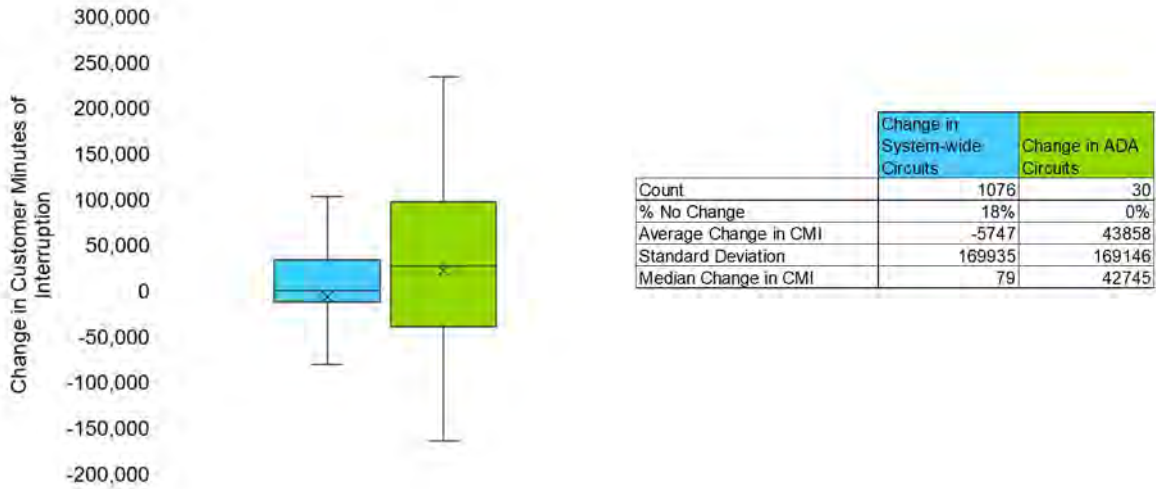 300,000
250,000
200,000
150,000
100,000
50,000
0
-50,000
-100,000
-150,000
-200,000
Change in Customer Minutes of
Interruption
Change in
System-wide
Circuits
Change in ADA
Circuits
Count 1076 30
% No Change 18% 0%
Average Change in CMI -5747 43858
Standard Deviation 169935 169146
Median Change in CMI 79 42745